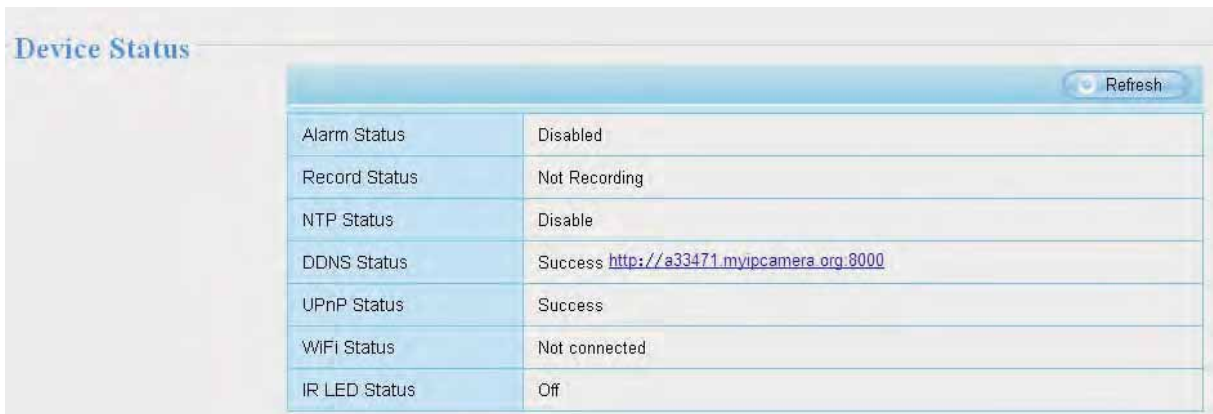 Device Status
Refresh
Alarm Status Disabled
Record Status Not Recording
NTP Status Disable
DDNS Status Success http://a33471.myipcamera.org:8000
UPnP Status Success
WiFi Status Not connected
IR LED Status Off